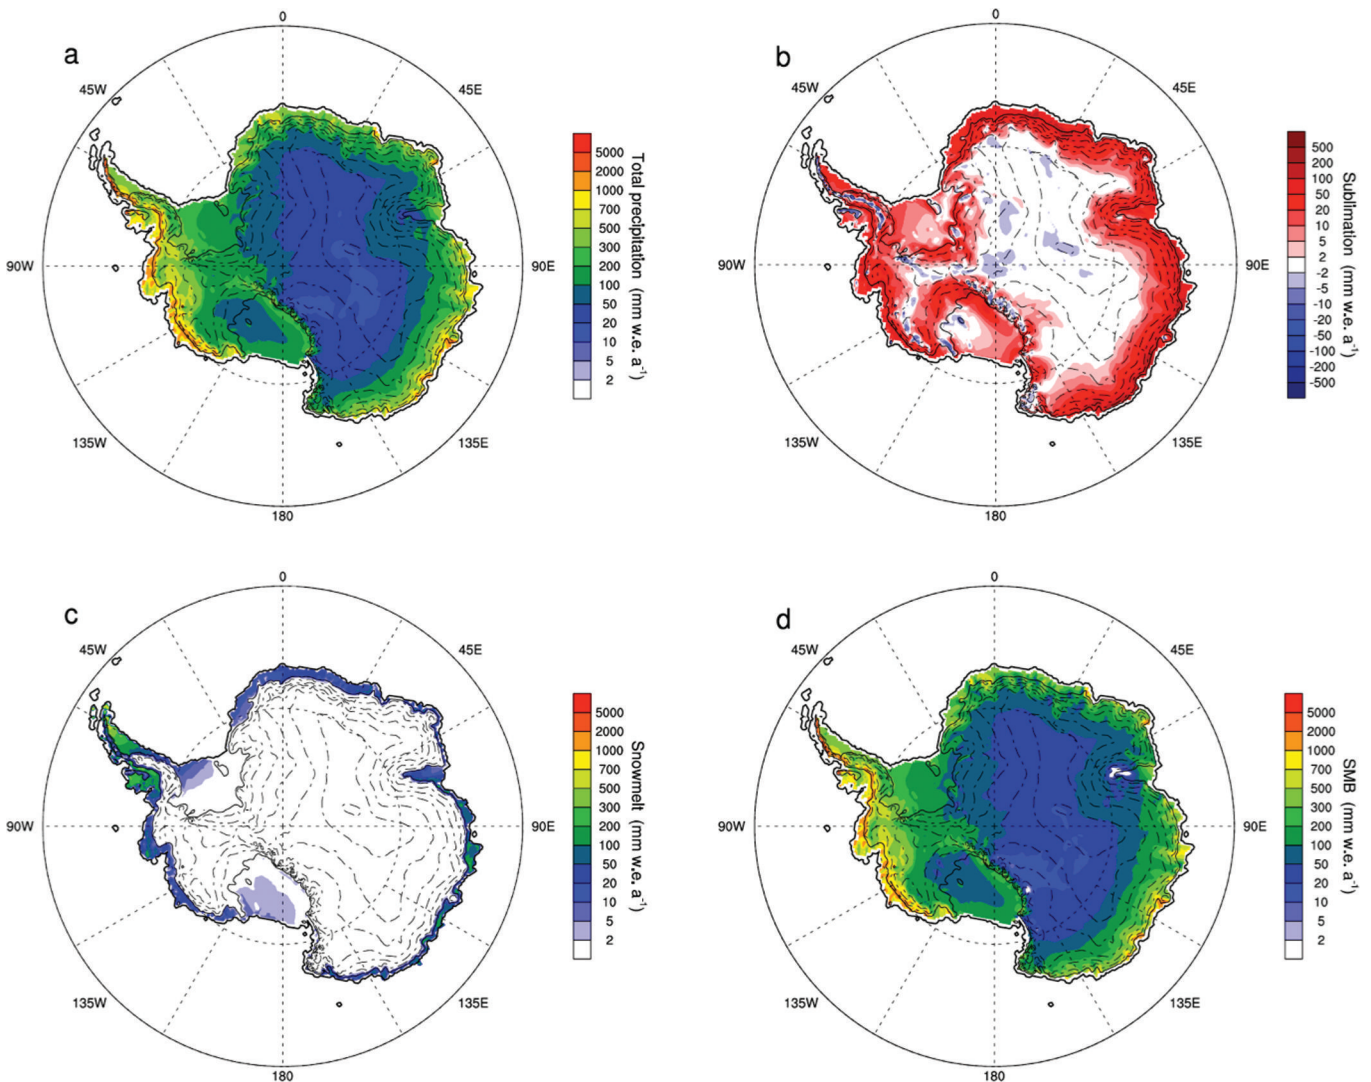 a
0
45W
45E
90W
90E
135W
135E
180
5000
2000
1000
700
500
300
200
100
50
20
10
5
2
Total precipitation (mm w.e. a⁻¹)
b
0
45W
45E
90W
90E
135W
135E
180
500
200
100
50
20
10
5
2
-2
-5
-10
-20
-50
-100
-200
-500
Sublimation (mm w.e. a⁻¹)
c
0
45W
45E
90W
90E
135W
135E
180
5000
2000
1000
700
500
300
200
100
50
20
10
5
2
Snowmelt (mm w.e. a⁻¹)
d
0
45W
45E
90W
90E
135W
135E
180
5000
2000
1000
700
500
300
200
100
50
20
10
5
2
SMB (mm w.e. a⁻¹)